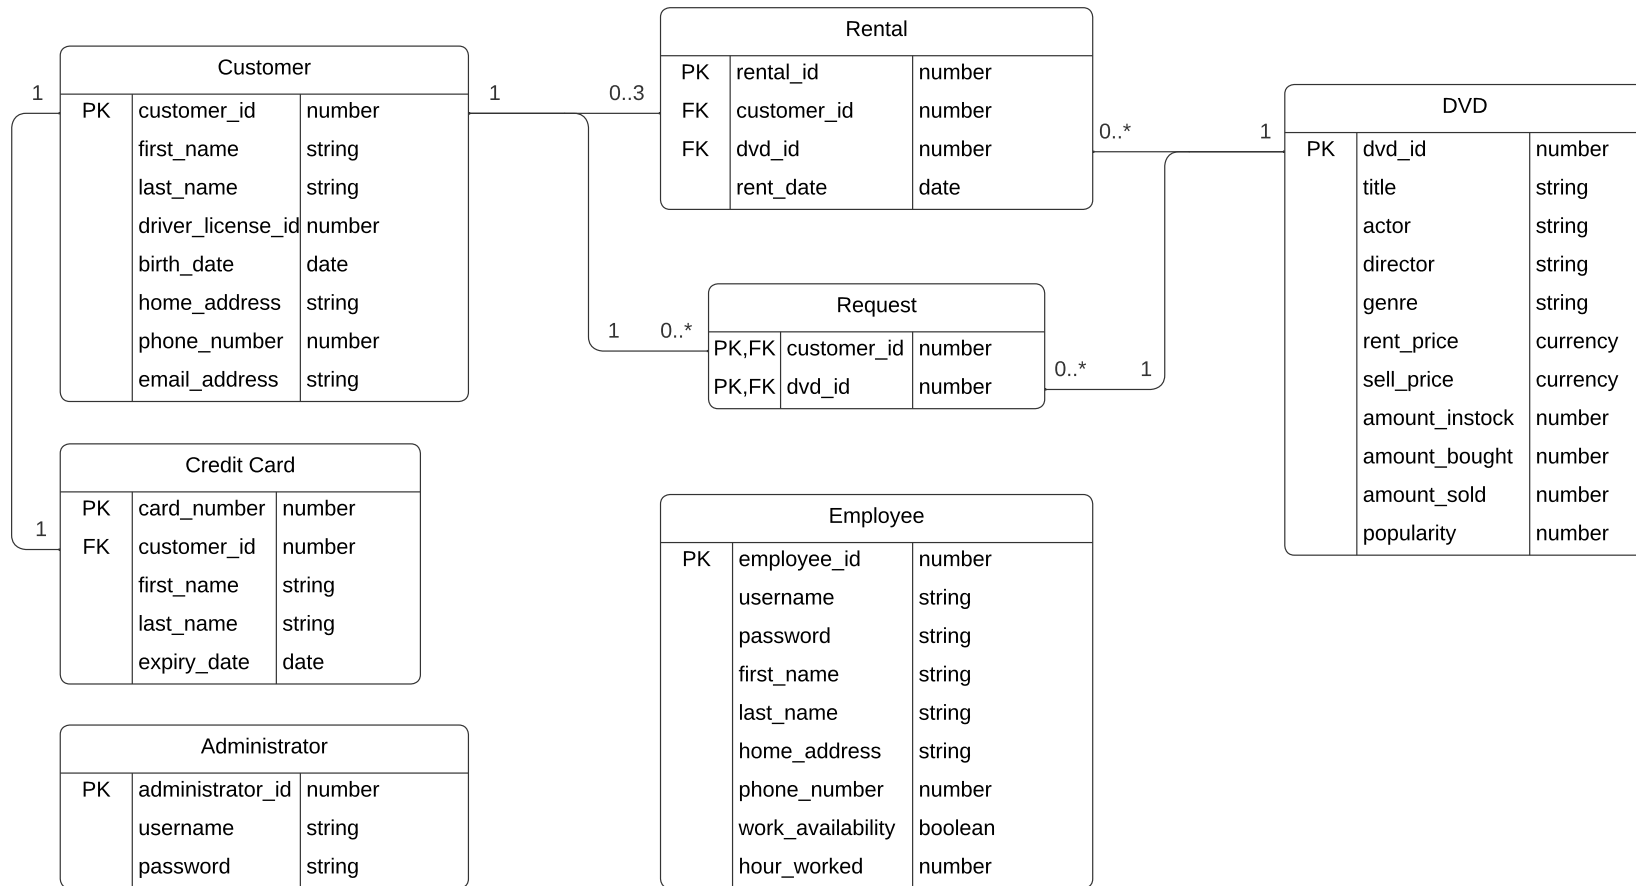 Customer
PK customer_id number
first_name string
last_name string
driver_license_id number
birth_date date
home_address string
phone_number number
email_address string
1
1
1
0..3
1
0..*
Credit Card
PK card_number number
FK customer_id number
first_name string
last_name string
expiry_date date
Administrator
PK administrator_id number
username string
password string
Rental
PK rental_id number
FK customer_id number
FK dvd_id number
rent_date date
0..*
1
Request
PK,FK customer_id number
PK,FK dvd_id number
0..*
1
Employee
PK employee_id number
username string
password string
first_name string
last_name string
home_address string
phone_number number
work_availability boolean
hour_worked number
DVD
PK dvd_id number
title string
actor string
director string
genre string
rent_price currency
sell_price currency
amount_instock number
amount_bought number
amount_sold number
popularity number